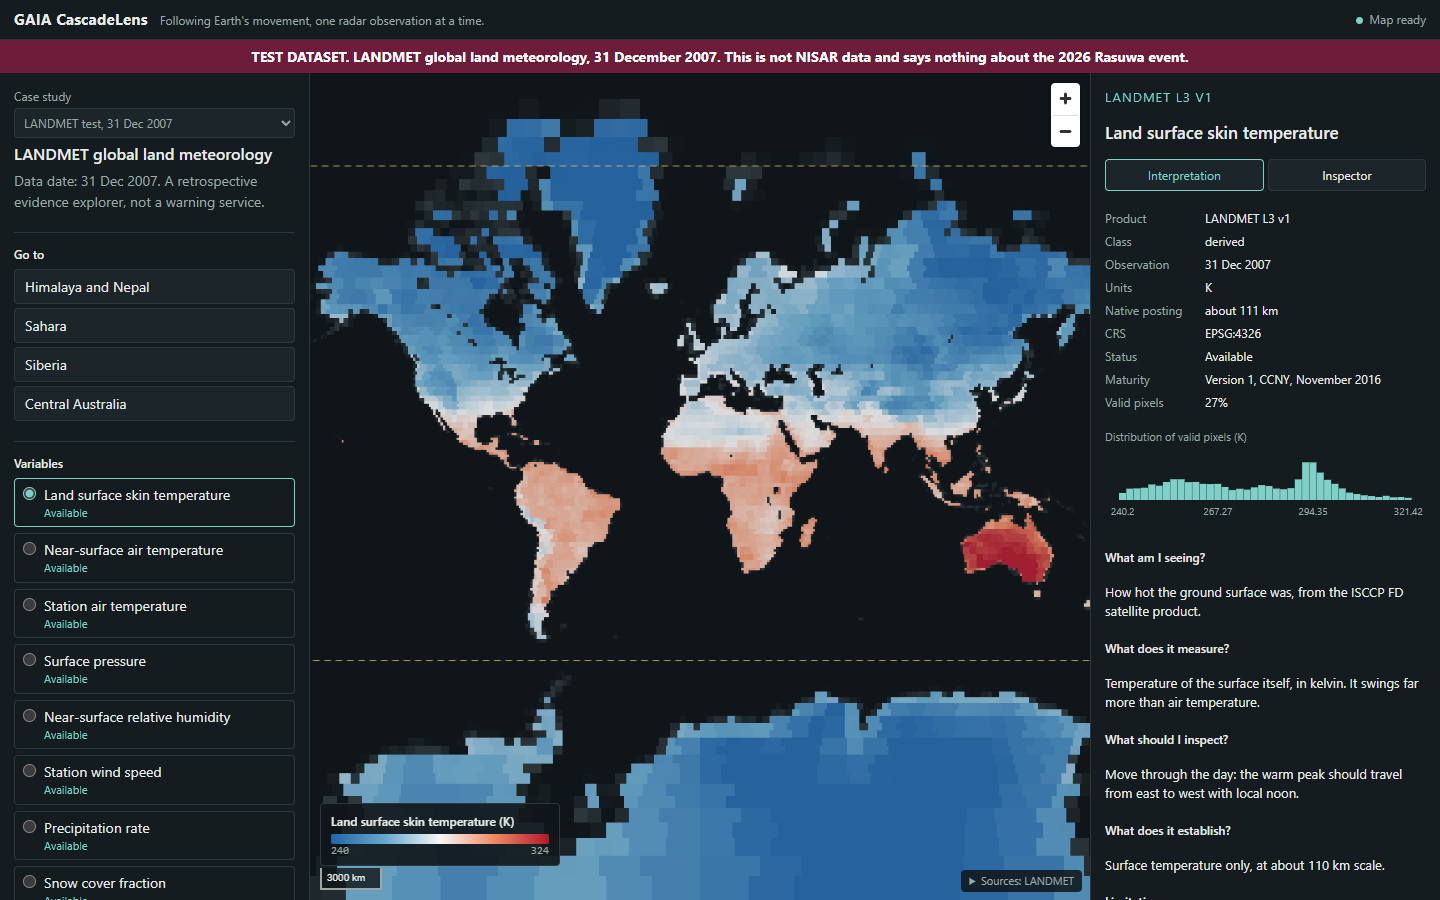 GAIA CascadeLens
Following Earth's movement, one radar observation at a time.
Map ready
TEST DATASET. LANDMET global land meteorology, 31 December 2007. This is not NISAR data and says nothing about the 2026 Rasuwa event.
Case study
LANDMET test, 31 Dec 2007
LANDMET global land meteorology
Data date: 31 Dec 2007. A retrospective
evidence explorer, not a warning service.
Go to
Himalaya and Nepal
Sahara
Siberia
Central Australia
Variables
Land surface skin temperature
Available
Near-surface air temperature
Available
Station air temperature
Available
Surface pressure
Available
Near-surface relative humidity
Available
Station wind speed
Available
Precipitation rate
Available
Snow cover fraction
+
−
Land surface skin temperature (K)
240 324
3000 km
Sources: LANDMET
LANDMET L3 V1
Land surface skin temperature
Interpretation
Inspector
Product LANDMET L3 v1
Class derived
Observation 31 Dec 2007
Units K
Native posting about 111 km
CRS EPSG:4326
Status Available
Maturity Version 1, CCNY, November 2016
Valid pixels 27%
Distribution of valid pixels (K)
240.2 267.27 294.35 321.42
What am I seeing?
How hot the ground surface was, from the ISCCP FD
satellite product.
What does it measure?
Temperature of the surface itself, in kelvin. It swings far
more than air temperature.
What should I inspect?
Move through the day: the warm peak should travel
from east to west with local noon.
What does it establish?
Surface temperature only, at about 110 km scale.